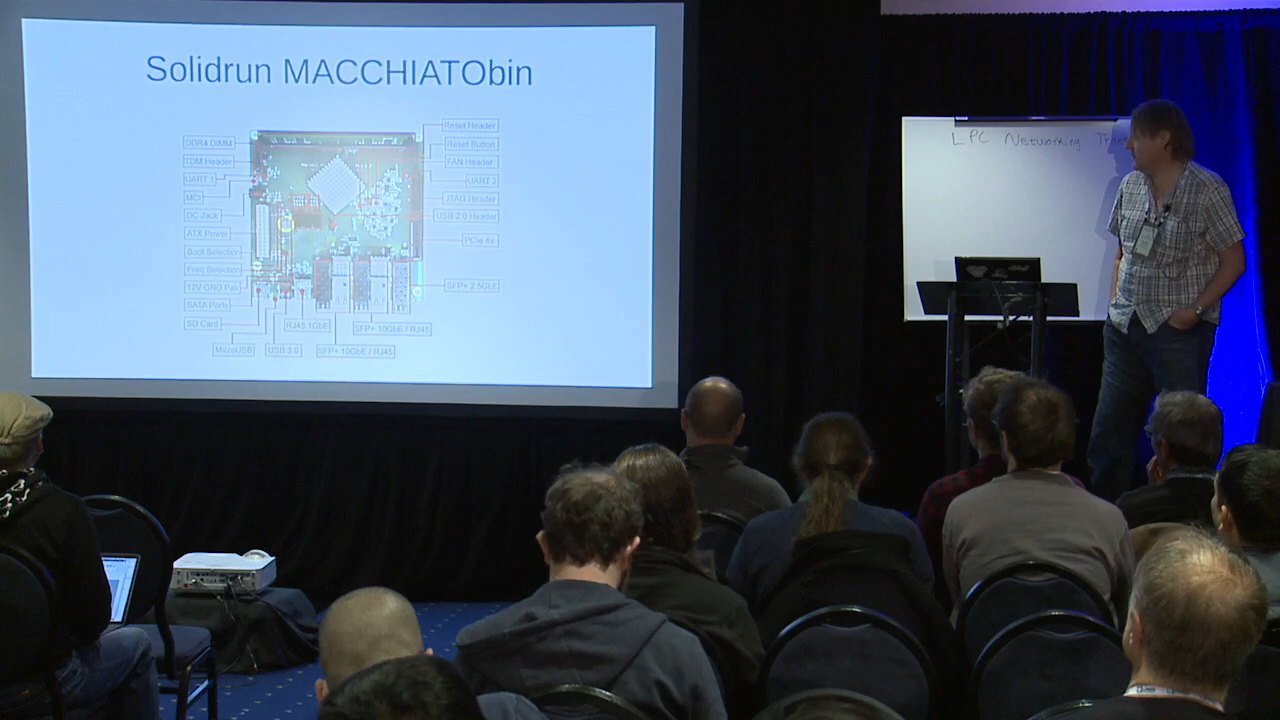 Solidrun MACCHIATObin
DDR4 DIMM
TDM Header
UART 1
MCI
DC Jack
ATX Power
Boot Selection
Freq Selection
12V GND Pair
SATA Ports
SD Card
MicroUSB
USB 3.0
RJ45 1GbE
SFP+ 10GbE / RJ45
SFP+ 10GbE / RJ45
Reset Header
Reset Button
FAN Header
UART 2
JTAG Header
USB 2.0 Header
PCIe 4x
SFP+ 2.5GbE
LPC Networking